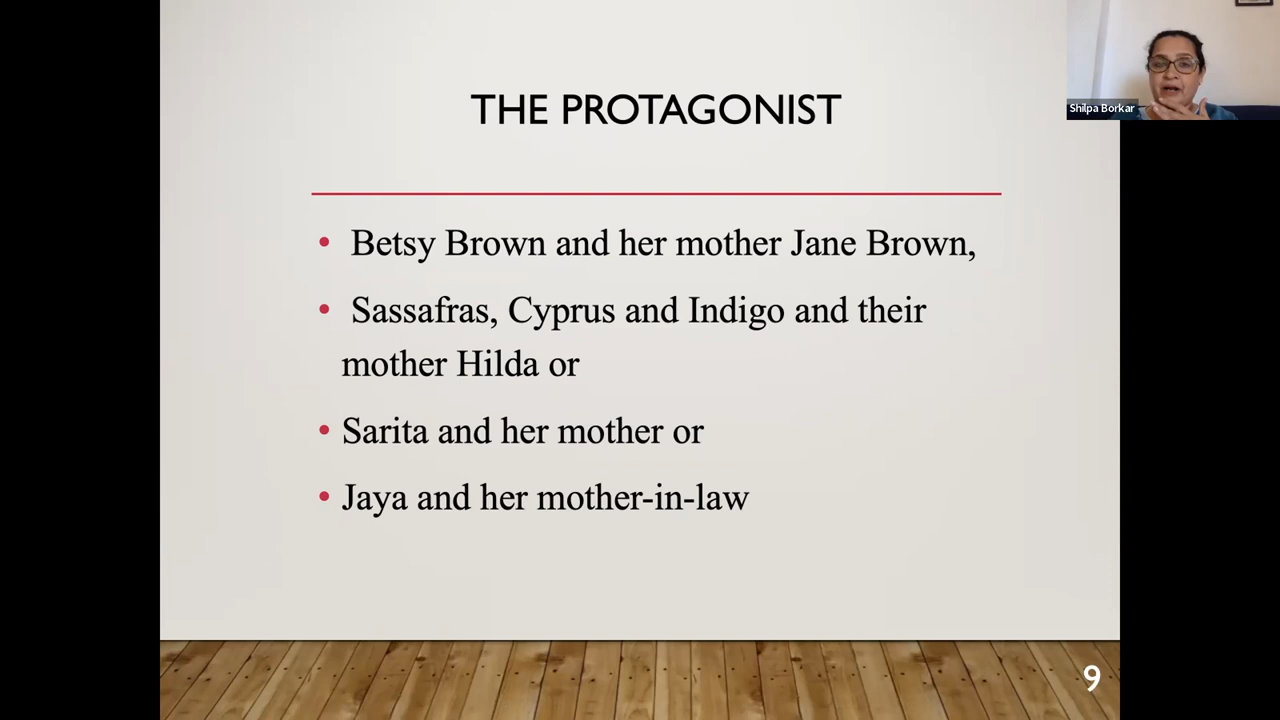 THE PROTAGONIST
Shilpa Borkar
• Betsy Brown and her mother Jane Brown,
• Sassafras, Cyprus and Indigo and their
mother Hilda or
• Sarita and her mother or
• Jaya and her mother-in-law
9